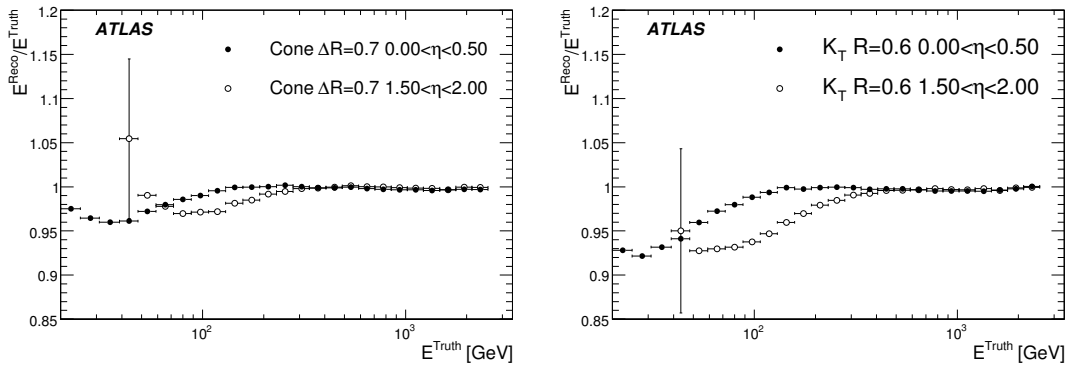 E^Reco/E^Truth
1.2
1.15
1.1
1.05
1
0.95
0.9
0.85
ATLAS
Cone ΔR=0.7 0.00<η<0.50
Cone ΔR=0.7 1.50<η<2.00
10^2
10^3
E^Truth [GeV]
E^Reco/E^Truth
1.2
1.15
1.1
1.05
1
0.95
0.9
0.85
ATLAS
K_T R=0.6 0.00<η<0.50
K_T R=0.6 1.50<η<2.00
10^2
10^3
E^Truth [GeV]